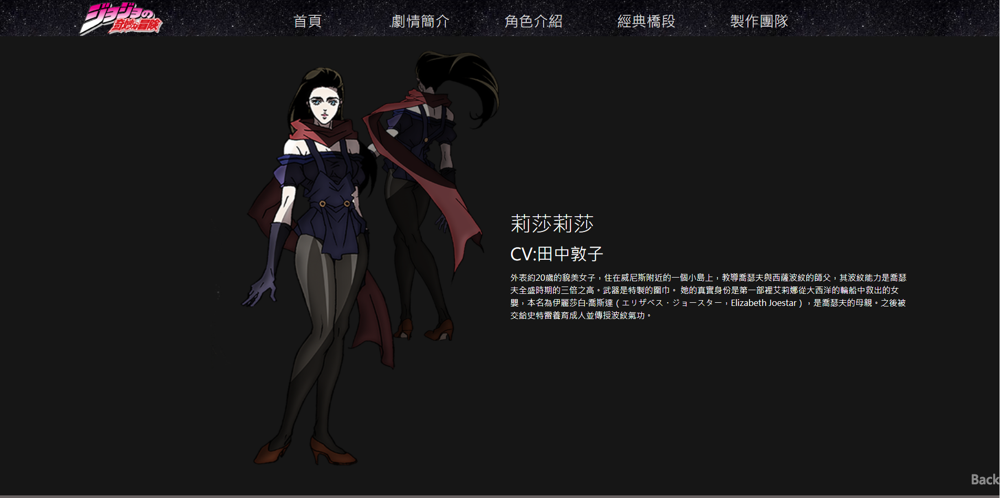 ジョジョの
奇妙な冒険
首頁
劇情簡介
角色介紹
經典橋段
製作團隊
莉莎莉莎
CV:田中敦子
外表約20歲的貌美女子，住在威尼斯附近的一個小島上，教導喬瑟夫與西薩波紋的師父，其波紋能力是喬瑟
夫全盛時期的三倍之高。武器是特製的圍巾。 她的真實身份是第一部裡艾莉娜從大西洋的輪船中救出的女
嬰，本名為伊麗莎白·喬斯達（エリザベス・ジョースター，Elizabeth Joestar），是喬瑟夫的母親。之後被
交給史特雷養育成人並傳授波紋氣功。
Back